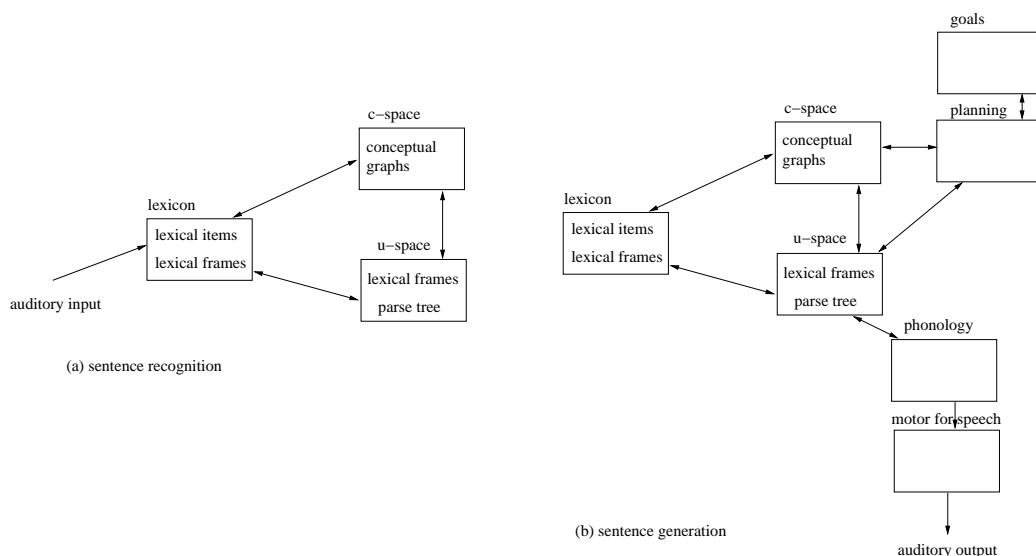 c−space
conceptual
graphs
lexicon
lexical items
lexical frames
u−space
lexical frames
parse tree
auditory input
(a) sentence recognition
goals
planning
c−space
conceptual
graphs
lexicon
lexical items
lexical frames
u−space
lexical frames
parse tree
phonology
motor for speech
(b) sentence generation
auditory output